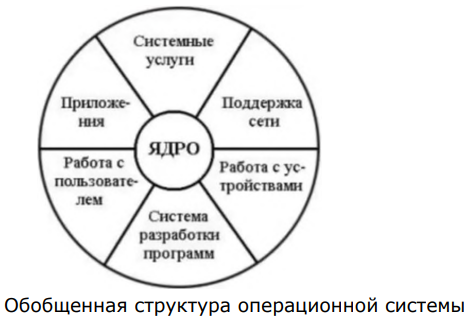 Системные
услуги
Приложе-
ния
Поддержка
сети
ЯДРО
Работа с
пользовате-
лем
Работа с ус-
тройствами
Система
разработки
программ
Обобщенная структура операционной системы